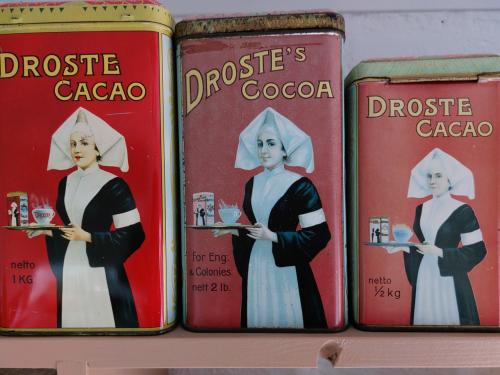 DROSTE
CACAO
netto
1 KG
DROSTE'S
COCOA
for Eng.
& Colonies
nett 2 lb.
DROSTE
CACAO
netto
½ kg